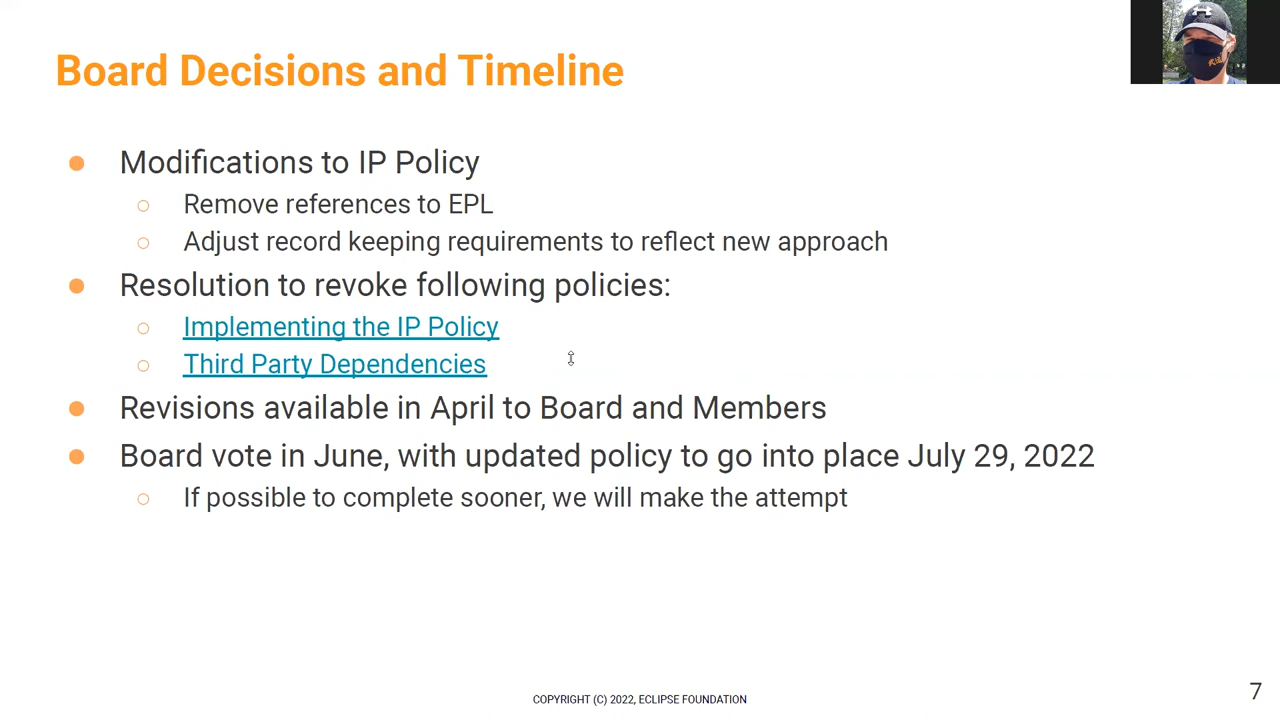 Board Decisions and Timeline
Modifications to IP Policy
Remove references to EPL
Adjust record keeping requirements to reflect new approach
Resolution to revoke following policies:
Implementing the IP Policy
Third Party Dependencies
Revisions available in April to Board and Members
Board vote in June, with updated policy to go into place July 29, 2022
If possible to complete sooner, we will make the attempt
COPYRIGHT (C) 2022, ECLIPSE FOUNDATION
7